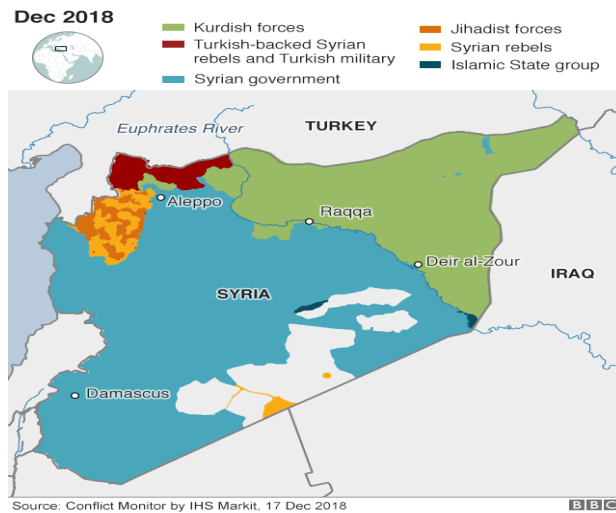 Dec 2018
Kurdish forces
Turkish-backed Syrian
rebels and Turkish military
Syrian government
Jihadist forces
Syrian rebels
Islamic State group
Euphrates River
TURKEY
Aleppo
Raqqa
Deir al-Zour
IRAQ
SYRIA
Damascus
Source: Conflict Monitor by IHS Markit, 17 Dec 2018
BBC